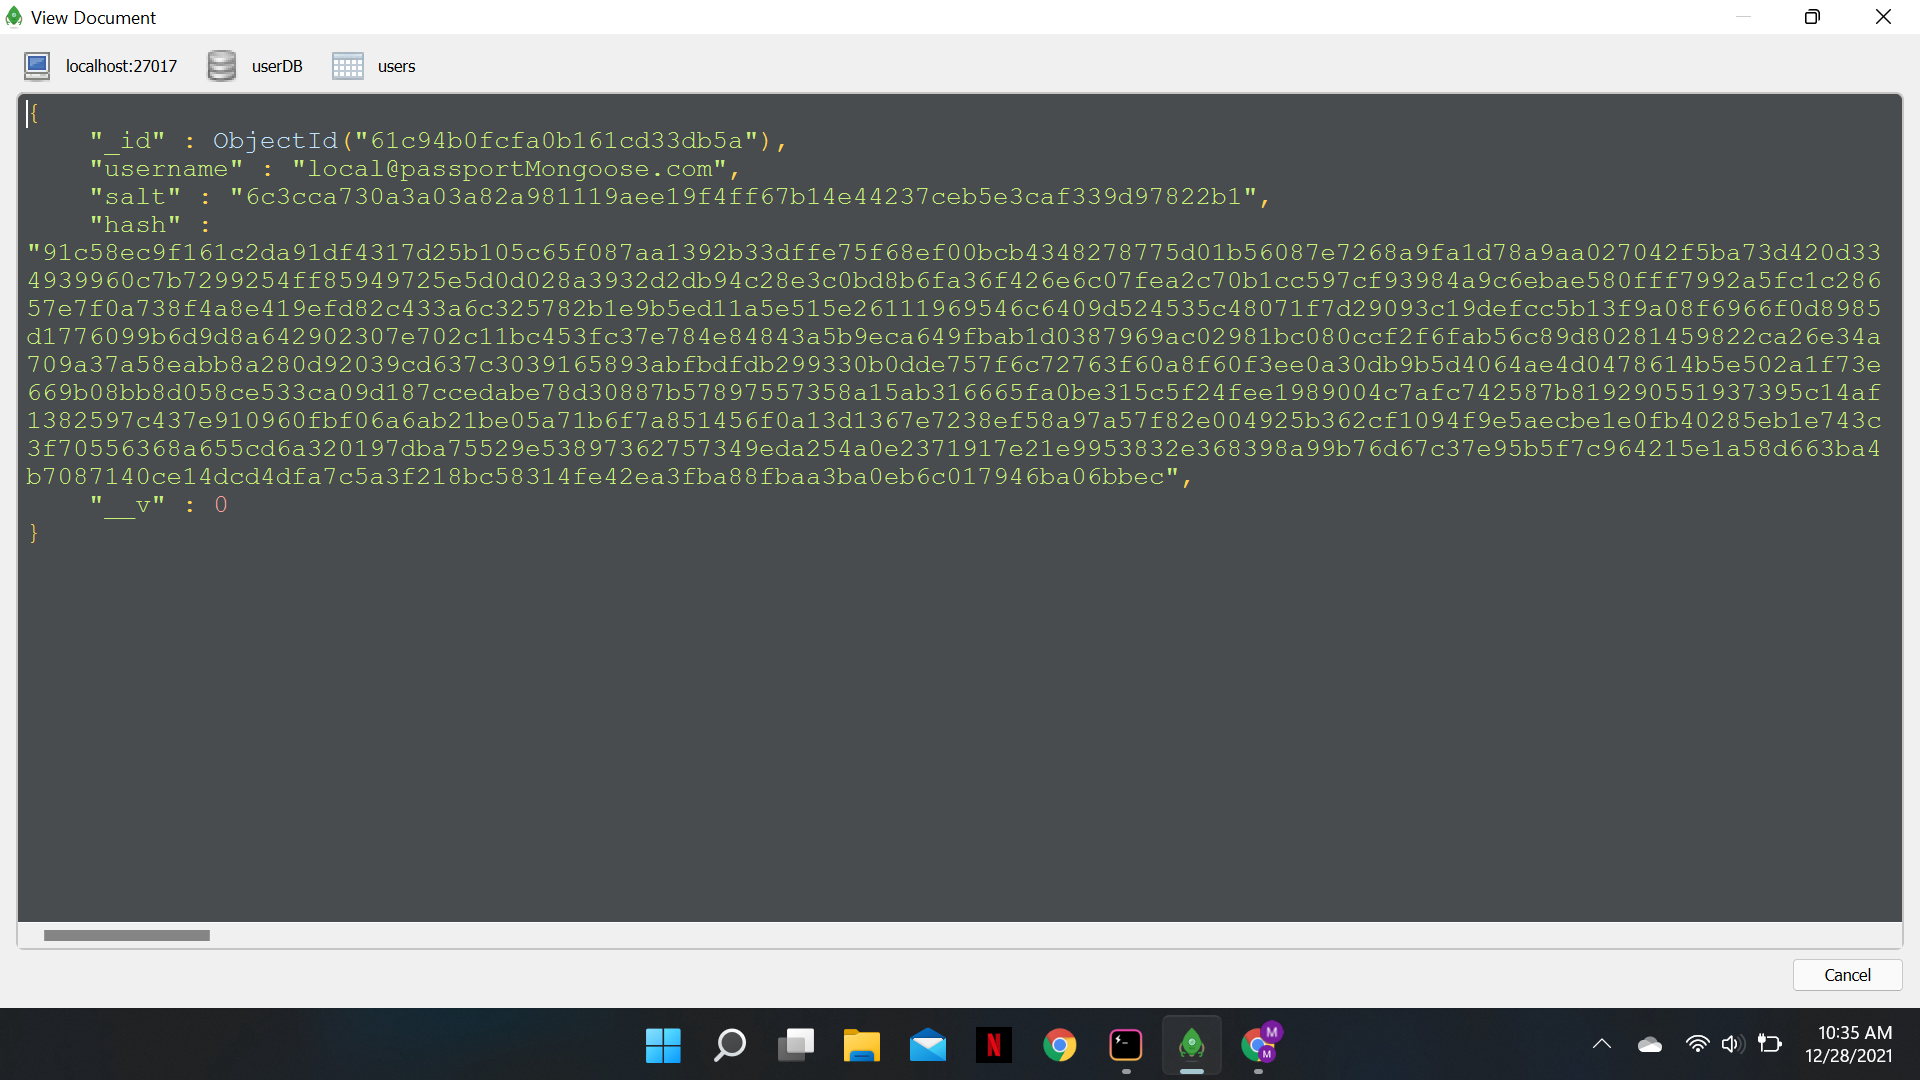 View Document
localhost:27017 userDB users
{
"_id" : ObjectId("61c94b0fcfa0b161cd33db5a"),
"username" : "local@passportMongoose.com",
"salt" : "6c3cca730a3a03a82a981119aee19f4ff67b14e44237ceb5e3caf339d97822b1",
"hash" :
"91c58ec9f161c2da91df4317d25b105c65f087aa1392b33dffe75f68ef00bcb4348278775d01b56087e7268a9fa1d78a9aa027042f5ba73d420d33
4939960c7b7299254ff85949725e5d0d028a3932d2db94c28e3c0bd8b6fa36f426e6c07fea2c70b1cc597cf93984a9c6ebae580fff7992a5fc1c286
57e7f0a738f4a8e419efd82c433a6c325782b1e9b5ed11a5e515e26111969546c6409d524535c48071f7d29093c19defcc5b13f9a08f6966f0d8985
d1776099b6d9d8a642902307e702c11bc453fc37e784e84843a5b9eca649fbab1d0387969ac02981bc080ccf2f6fab56c89d80281459822ca26e34a
709a37a58eabb8a280d92039cd637c3039165893abfbdfdb299330b0dde757f6c72763f60a8f60f3ee0a30db9b5d4064ae4d0478614b5e502a1f73e
669b08bb8d058ce533ca09d187ccedabe78d30887b57897557358a15ab316665fa0be315c5f24fee1989004c7afc742587b819290551937395c14af
1382597c437e910960fbf06a6ab21be05a71b6f7a851456f0a13d1367e7238ef58a97a57f82e004925b362cf1094f9e5aecbe1e0fb40285eb1e743c
3f70556368a655cd6a320197dba75529e53897362757349eda254a0e2371917e21e9953832e368398a99b76d67c37e95b5f7c964215e1a58d663ba4
b7087140ce14dcd4dfa7c5a3f218bc58314fe42ea3fba88fbaa3ba0eb6c017946ba06bbec",
"__v" : 0
}
Cancel
N
M
M
10:35 AM
12/28/2021